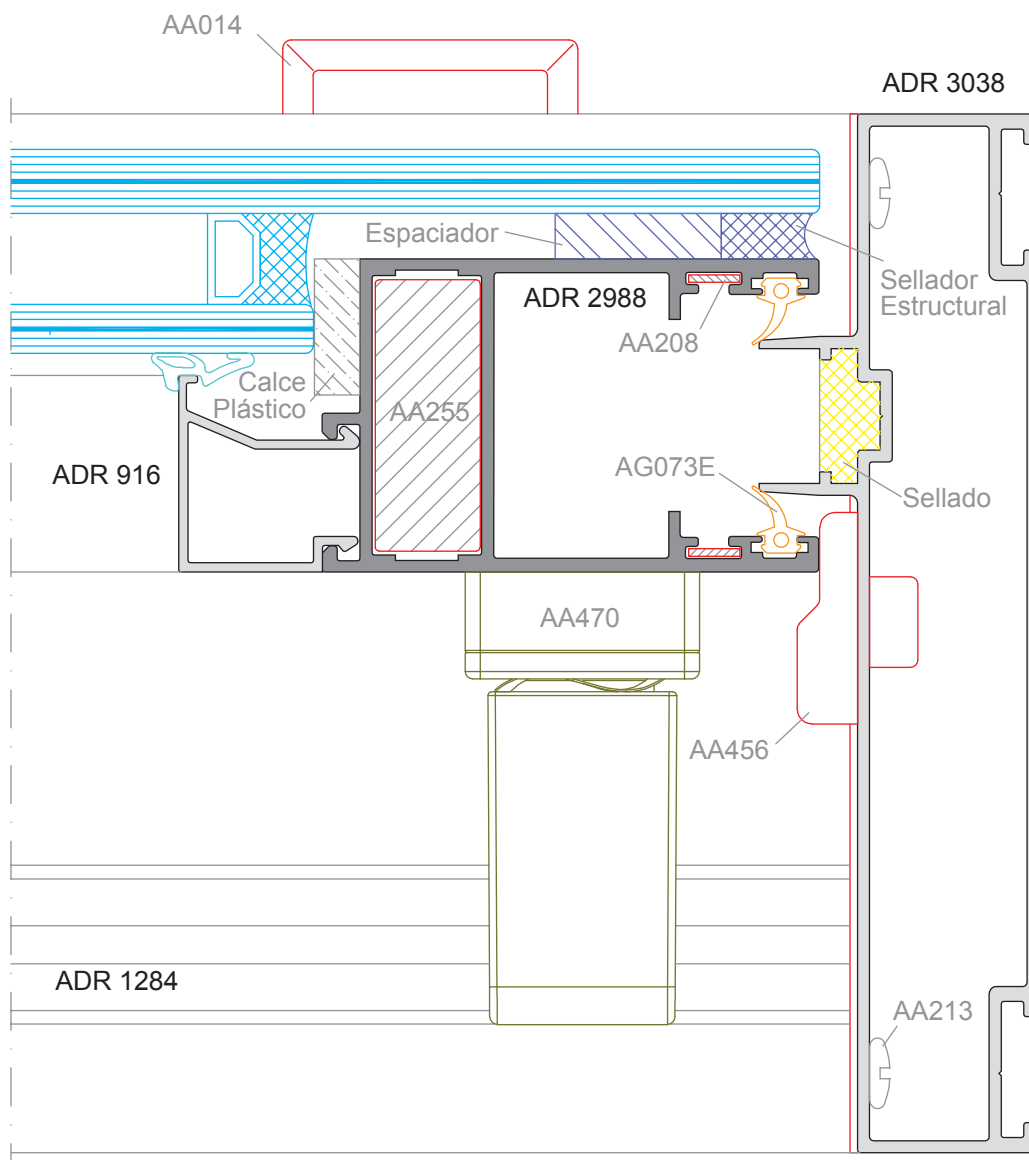 AA014
ADR 3038
Espaciador
Sellador
Estructural
ADR 2988
AA208
Calce
Plástico
AA255
ADR 916
AG073E
Sellado
AA470
AA456
ADR 1284
AA213